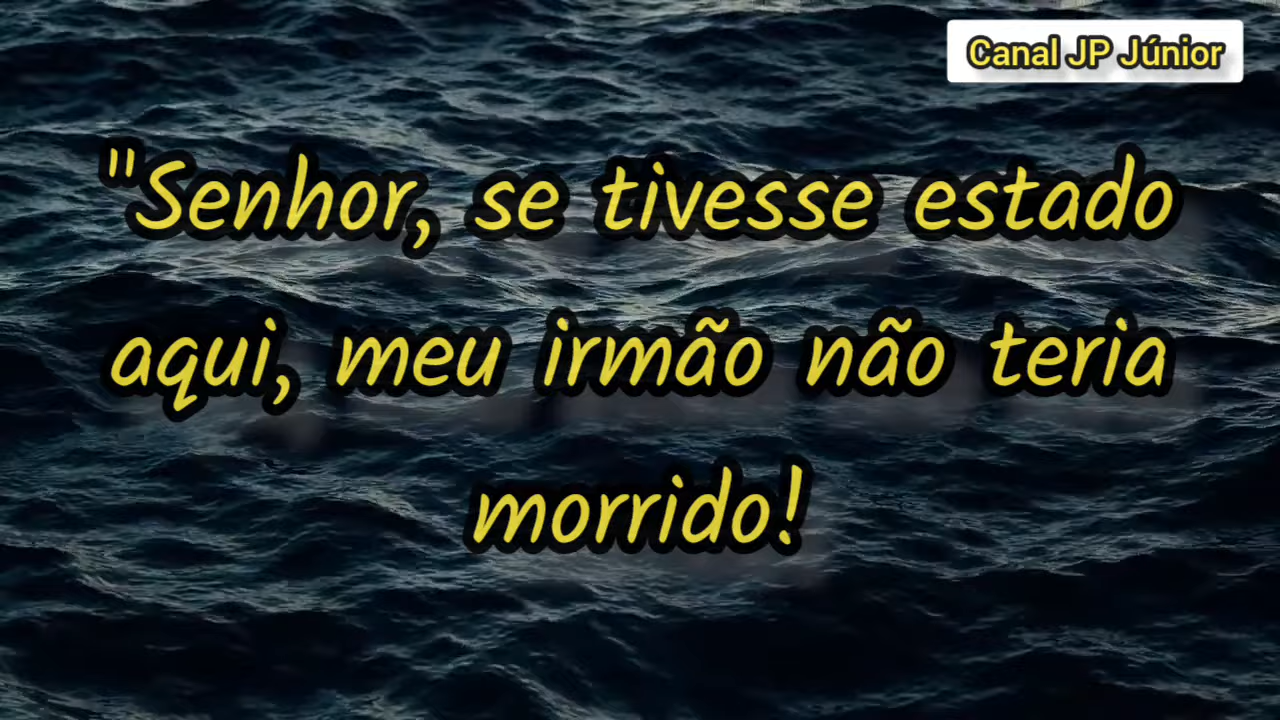 Canal JP Júnior
"Senhor, se tivesse estado
aqui, meu irmão não teria
morrido!